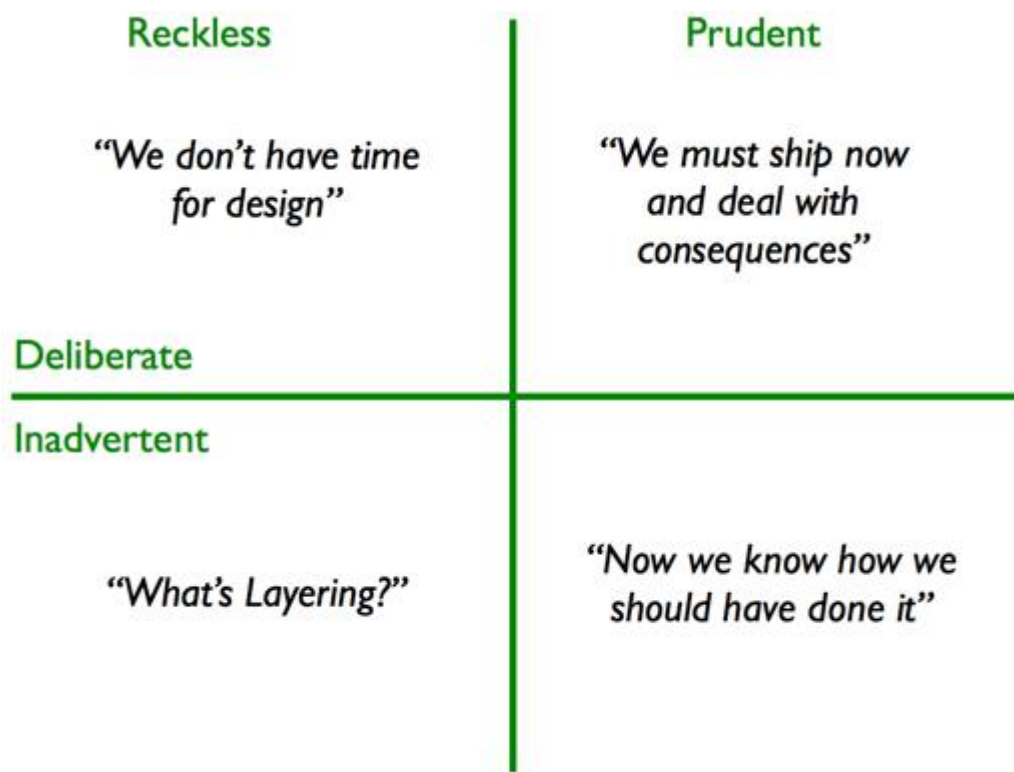 Reckless
Prudent
“We don’t have time
for design”
“We must ship now
and deal with
consequences”
Deliberate
Inadvertent
“What’s Layering?”
“Now we know how we
should have done it”